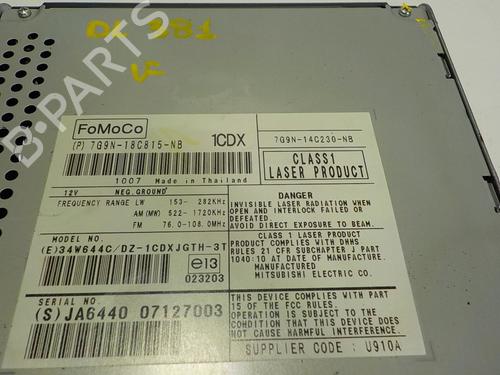 FoMoCo
(P) 7G9N-18C815-NB 1CDX
1007 Made in Thailand
12V NEG.GROUND
FREQUENCY RANGE LW 153- 282KHz
AM (MW) 522- 1720KHz
FM 76.0-108.0MHz
MODEL NO.
(E)34W644C/DZ-1CDXJGTH-3T
e13
023203
SERIAL NO.
(S)JA6440 07127003
7G9N-14C230-NB
CLASS1
LASER PRODUCT
DANGER
INVISIBLE LASER RADIATION WHEN
OPEN AND INTERLOCK FAILED OR
DEFEATED.
AVOID DIRECT EXPOSURE TO BEAM.
CLASS 1 LASER PRODUCT
PRODUCT COMPLIES WITH DHHS
RULES 21 CFR SUBCHAPTER J PART
1040:10 AT DATE OF MANUFACTURE.
MANUFACTURED
MITSUBISHI ELECTRIC CO.
THIS DEVICE COMPLIES WITH PART
15 OF THE FCC RULES.
OPERATION IS SUBJECT TO THE
CONDITION THAT THIS DEVICE DOES
NOT CAUSE HARMFUL INTERFERENCE.
SUPPLIER CODE : U910A
B-PARTS